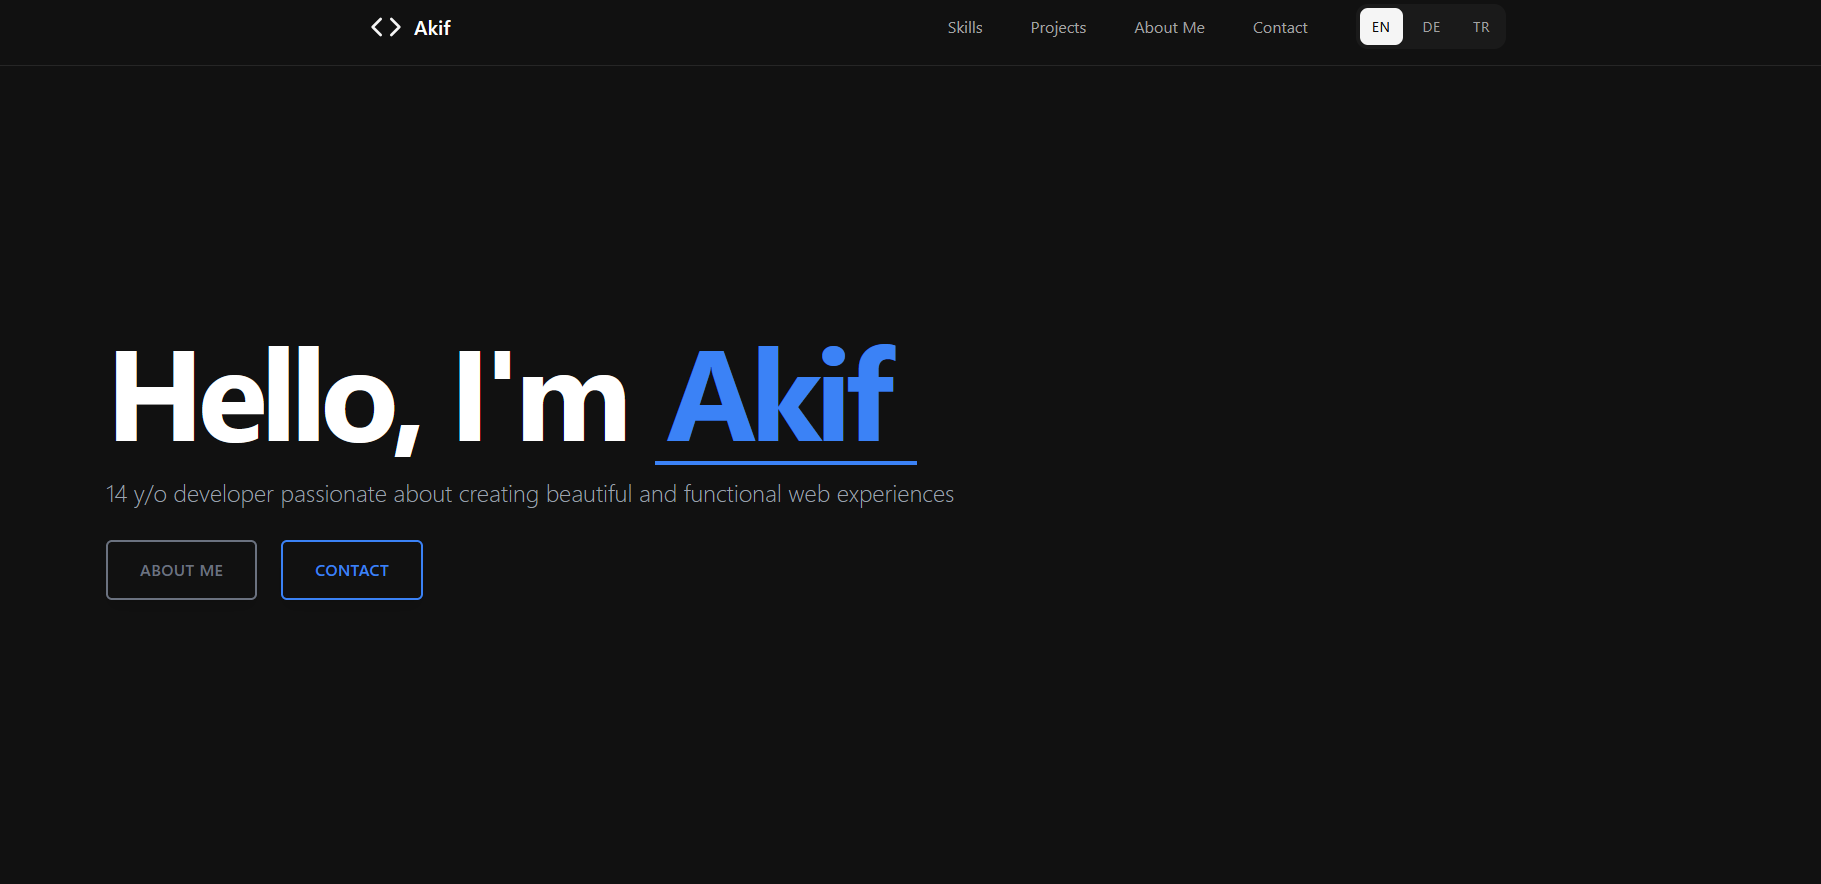 <> Akif
Skills Projects About Me Contact EN DE TR
Hello, I'm Akif
14 y/o developer passionate about creating beautiful and functional web experiences
ABOUT ME CONTACT